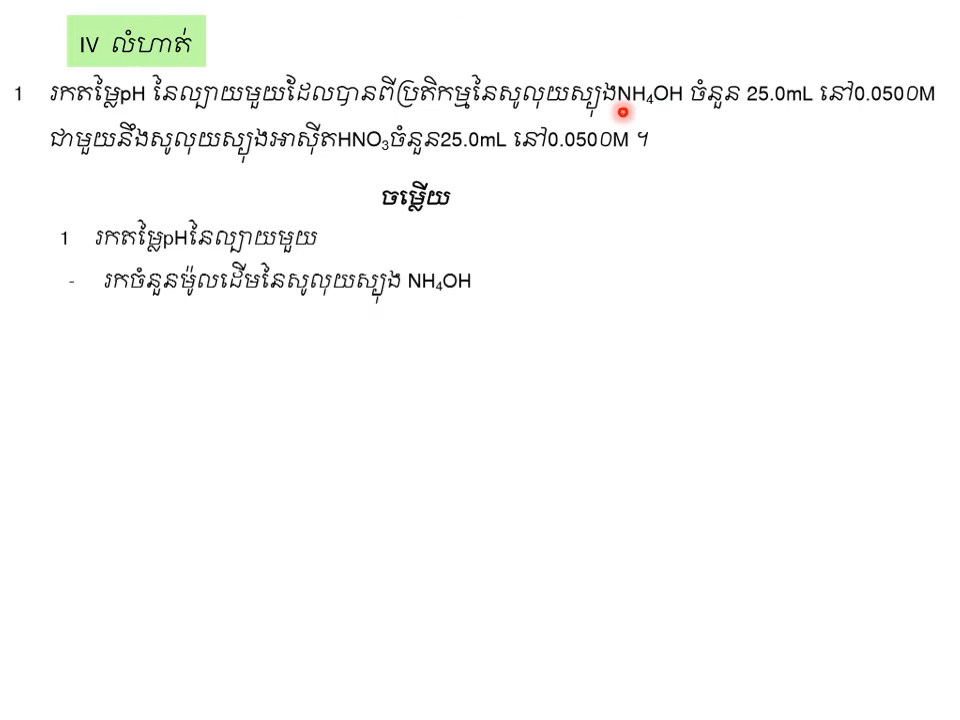 IV លំហាត់
1 រកតម្លៃpH នៃល្បាយមួយដែលបានពីប្រតិកម្មនៃសូលុយស្យុងNH₄OH ចំនួន 25.0mL នៅ0.0500M
ជាមួយនឹងសូលុយស្យុងអាស៊ីតHNO₃ចំនួន25.0mL នៅ0.0500M ។
ចម្លើយ
1 រកតម្លៃpHនៃល្បាយមួយ
- រកចំនួនម៉ូលដើមនៃសូលុយស្យុង NH₄OH